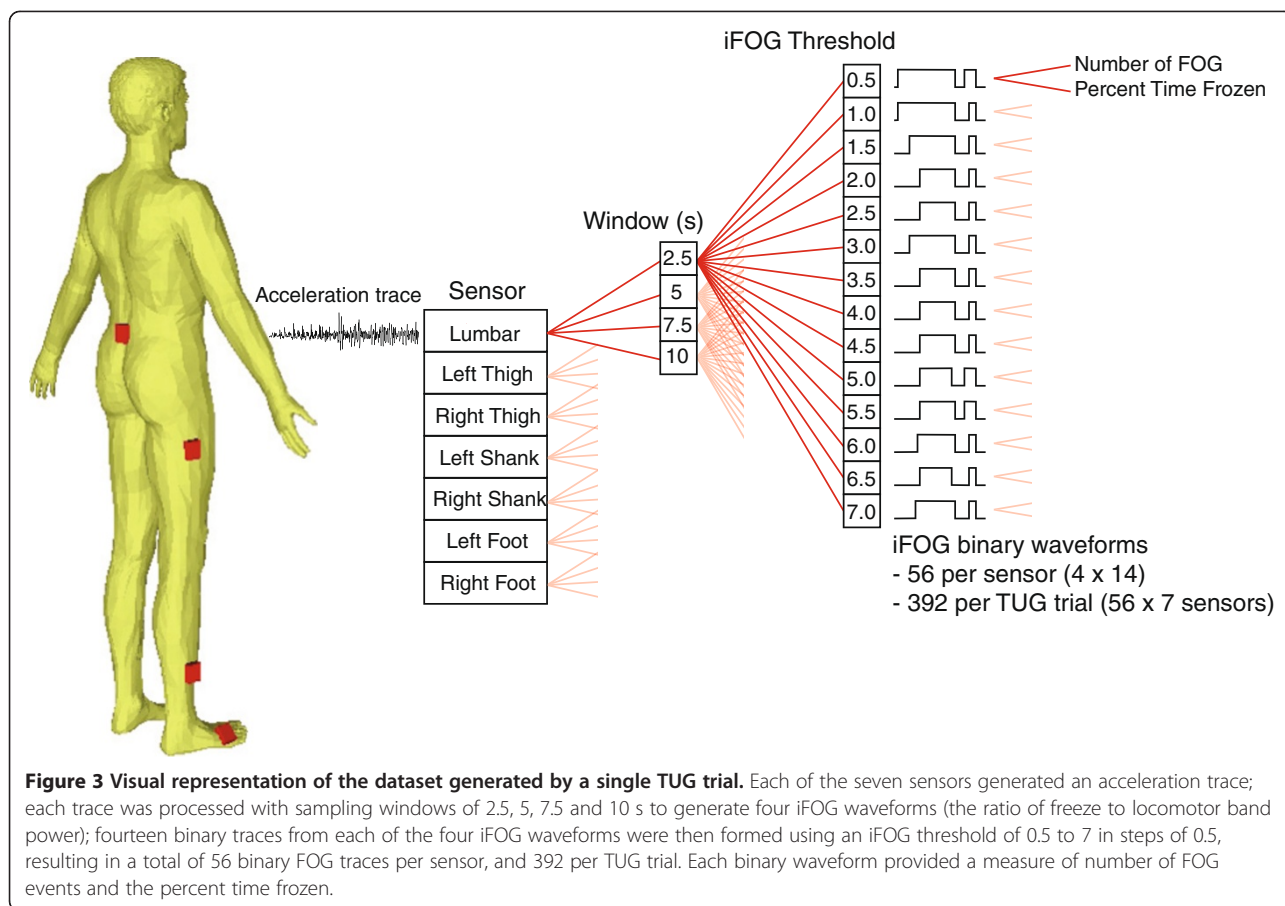 iFOG Threshold
0.5
1.0
1.5
2.0
2.5
3.0
3.5
4.0
4.5
5.0
5.5
6.0
6.5
7.0
Number of FOG
Percent Time Frozen
Window (s)
2.5
5
7.5
10
Acceleration trace
Sensor
Lumbar
Left Thigh
Right Thigh
Left Shank
Right Shank
Left Foot
Right Foot
iFOG binary waveforms
- 56 per sensor (4 x 14)
- 392 per TUG trial (56 x 7 sensors)
Figure 3 Visual representation of the dataset generated by a single TUG trial. Each of the seven sensors generated an acceleration trace;
each trace was processed with sampling windows of 2.5, 5, 7.5 and 10 s to generate four iFOG waveforms (the ratio of freeze to locomotor band
power); fourteen binary traces from each of the four iFOG waveforms were then formed using an iFOG threshold of 0.5 to 7 in steps of 0.5,
resulting in a total of 56 binary FOG traces per sensor, and 392 per TUG trial. Each binary waveform provided a measure of number of FOG
events and the percent time frozen.